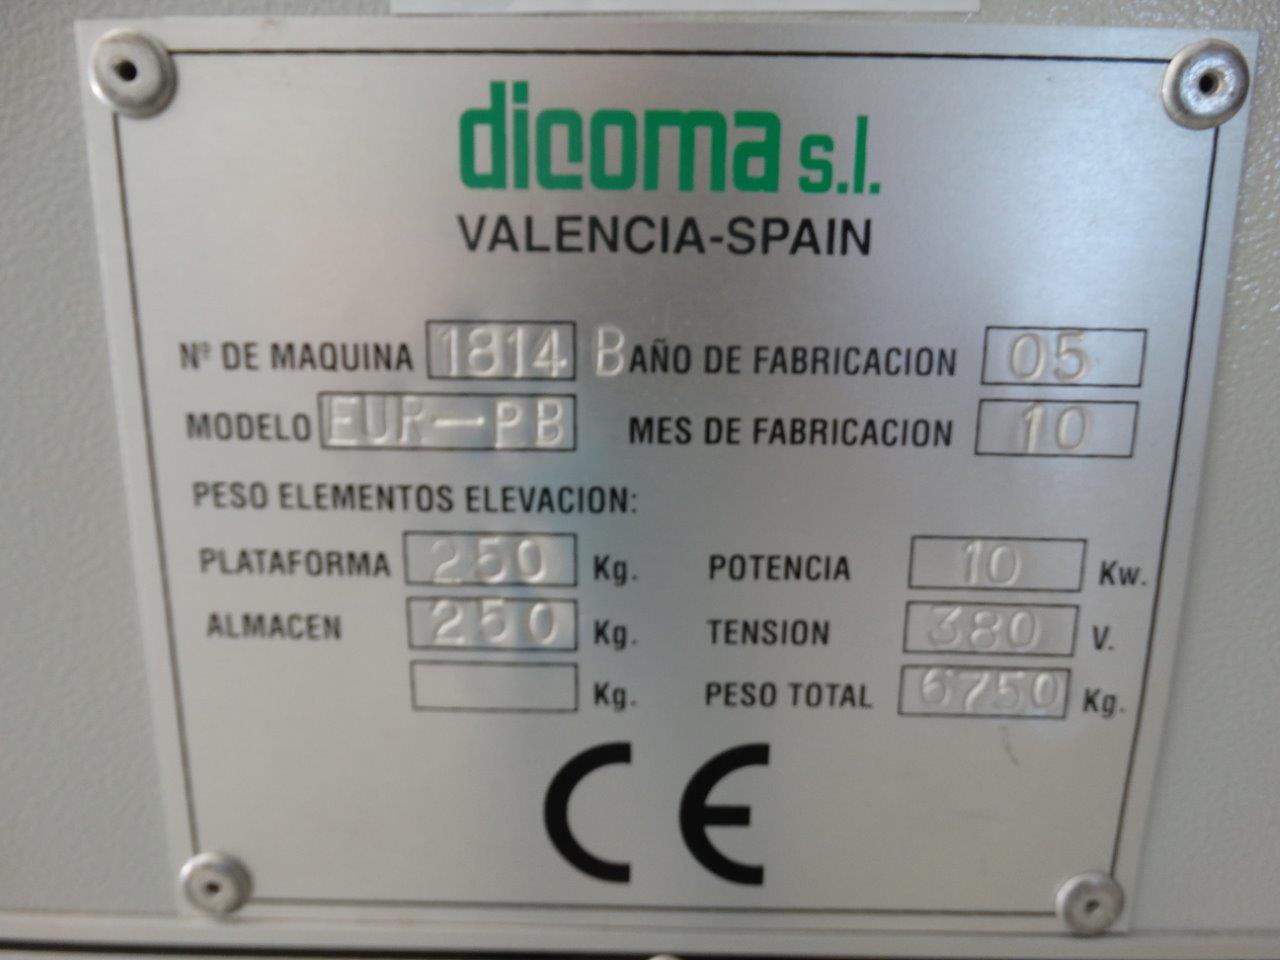 dicoma s.l.
VALENCIA-SPAIN
Nº DE MAQUINA 1814 B AÑO DE FABRICACION 05
MODELO EUR-PB MES DE FABRICACION 10
PESO ELEMENTOS ELEVACION:
PLATAFORMA 250 Kg. POTENCIA 10 Kw.
ALMACEN 250 Kg. TENSION 380 V.
Kg. PESO TOTAL 6750 Kg.
CE